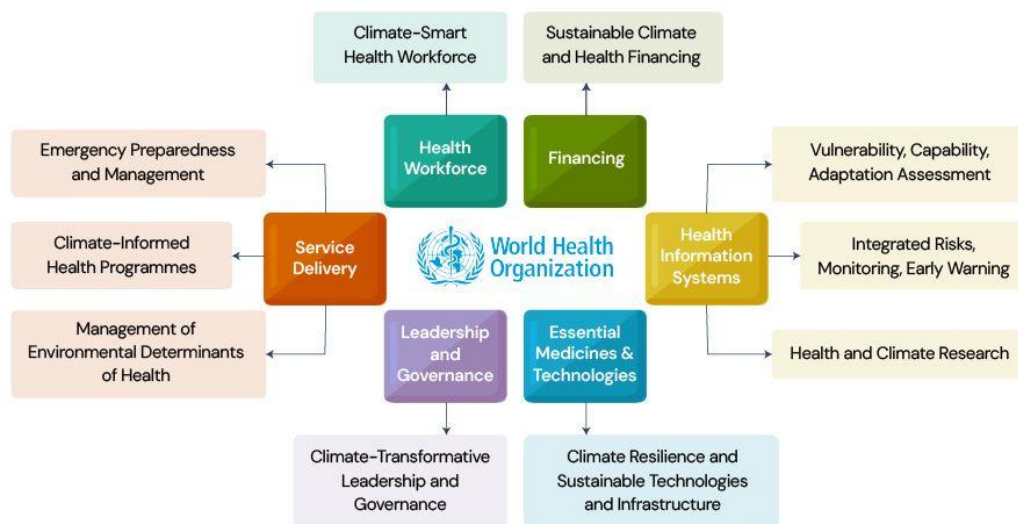 Climate-Smart
Health Workforce
Sustainable Climate
and Health Financing
Health
Workforce
Financing
Emergency Preparedness
and Management
Vulnerability, Capability,
Adaptation Assessment
Climate-Informed
Health Programmes
Service
Delivery
World Health
Organization
Health
Information
Systems
Integrated Risks,
Monitoring, Early Warning
Management of
Environmental Determinants
of Health
Leadership
and
Governance
Essential
Medicines &
Technologies
Health and Climate Research
Climate-Transformative
Leadership and
Governance
Climate Resilience and
Sustainable Technologies
and Infrastructure